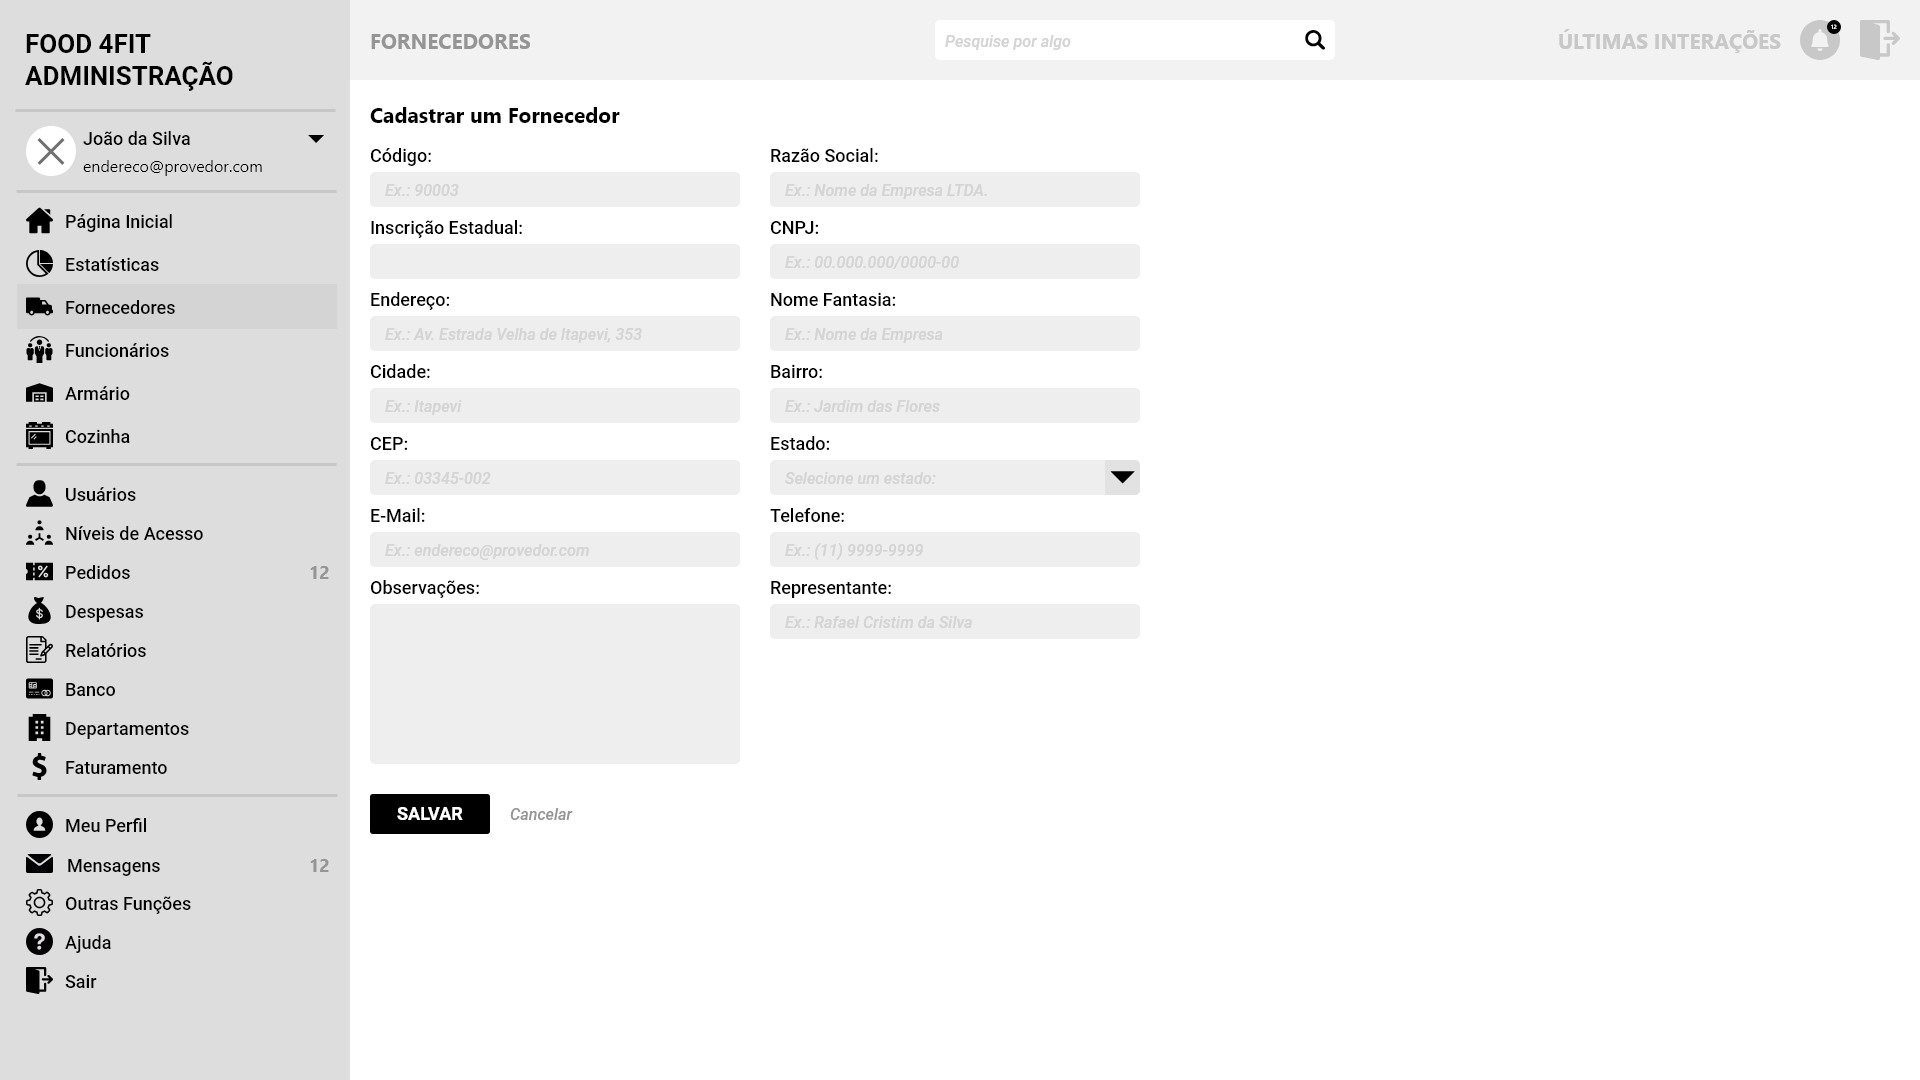 FOOD 4FIT
ADMINISTRAÇÃO
João da Silva
endereco@provedor.com
Página Inicial
Estatísticas
Fornecedores
Funcionários
Armário
Cozinha
Usuários
Níveis de Acesso
Pedidos 12
Despesas
Relatórios
Banco
Departamentos
Faturamento
Meu Perfil
Mensagens 12
Outras Funções
Ajuda
Sair
FORNECEDORES
Pesquise por algo
ÚLTIMAS INTERAÇÕES
12
Cadastrar um Fornecedor
Código:
Ex.: 90003
Razão Social:
Ex.: Nome da Empresa LTDA.
Inscrição Estadual:
CNPJ:
Ex.: 00.000.000/0000-00
Endereço:
Ex.: Av. Estrada Velha de Itapevi, 353
Nome Fantasia:
Ex.: Nome da Empresa
Cidade:
Ex.: Itapevi
Bairro:
Ex.: Jardim das Flores
CEP:
Ex.: 03345-002
Estado:
Selecione um estado:
E-Mail:
Ex.: endereco@provedor.com
Telefone:
Ex.: (11) 9999-9999
Observações:
Representante:
Ex.: Rafael Cristim da Silva
SALVAR
Cancelar